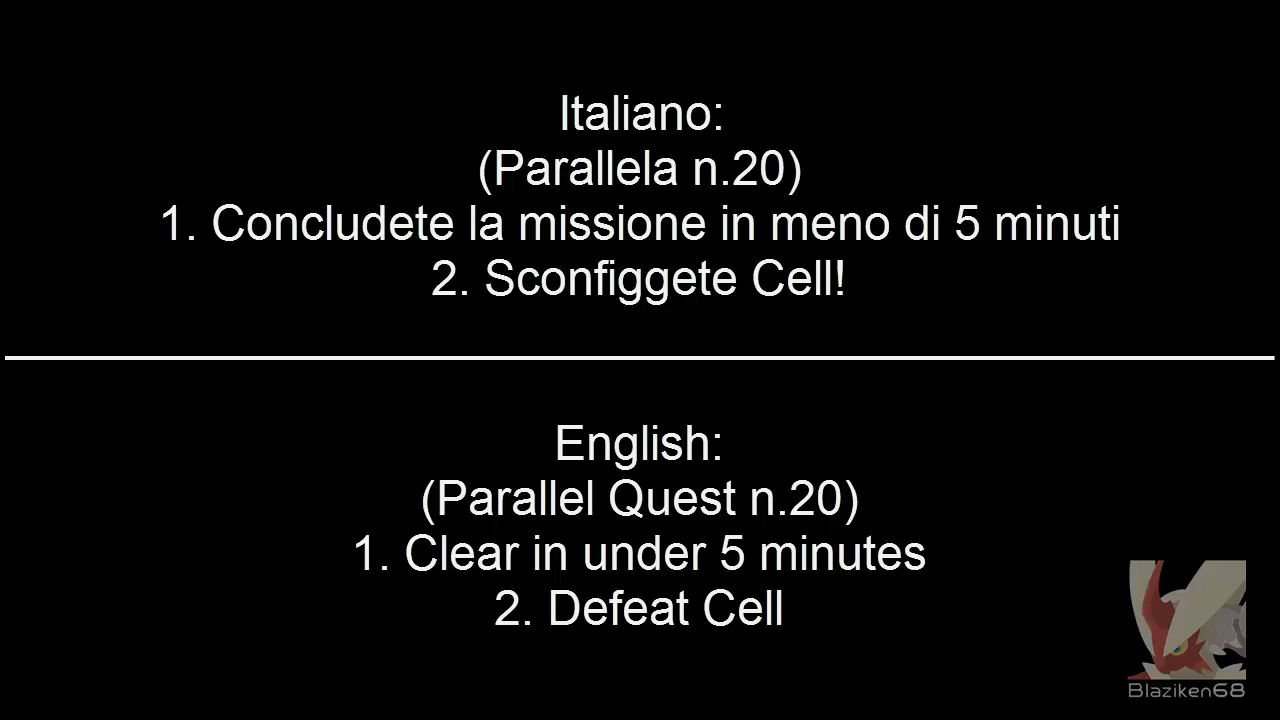 Italiano:
(Parallela n.20)
1. Concludete la missione in meno di 5 minuti
2. Sconfiggete Cell!
English:
(Parallel Quest n.20)
1. Clear in under 5 minutes
2. Defeat Cell
Blaziken68